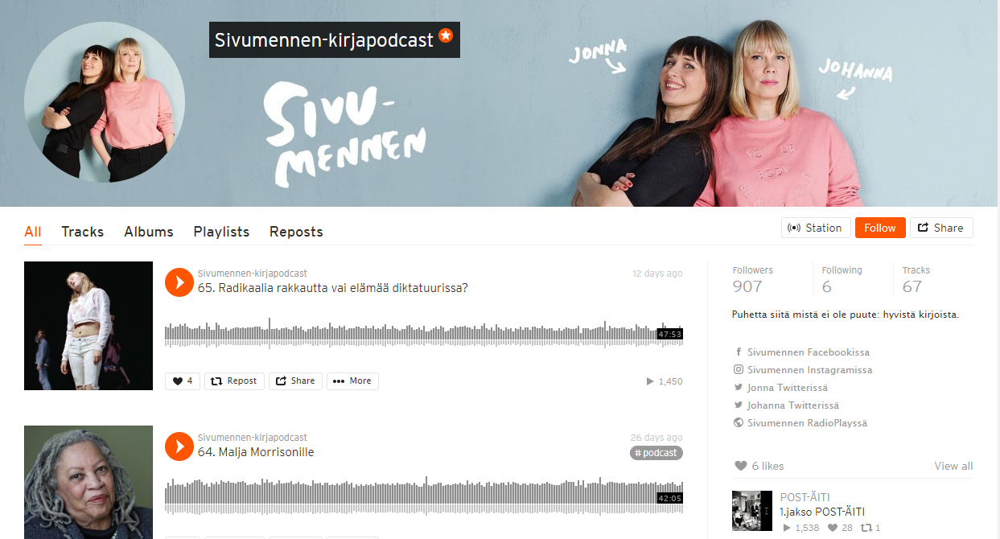 Sivumennen-kirjapodcast
SIVU-
MENNEN
JONNA
JOHANNA
YOUR
BODY
All Tracks Albums Playlists Reposts
Station Follow Share
Sivumennen-kirjapodcast 12 days ago
65. Radikaalia rakkautta vai elämää diktatuurissa?
47:53
4 Repost Share More 1,450
Sivumennen-kirjapodcast 26 days ago
64. Malja Morrisonille # podcast
42:05
Followers Following Tracks
907 6 67
Puhetta siitä mistä ei ole puute: hyvistä kirjoista.
Sivumennen Facebookissa
Sivumennen Instagramissa
Jonna Twitterissä
Johanna Twitterissä
Sivumennen RadioPlayssä
6 likes View all
POST-ÄITI
1.jakso POST-ÄITI
1,538 28 1